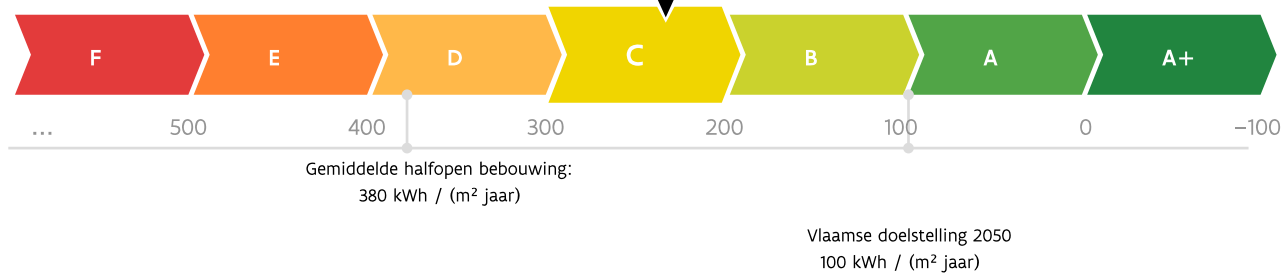 F E D C B A A+
... 500 400 300 200 100 0 −100
Gemiddelde halfopen bebouwing:
380 kWh / (m² jaar)
Vlaamse doelstelling 2050
100 kWh / (m² jaar)